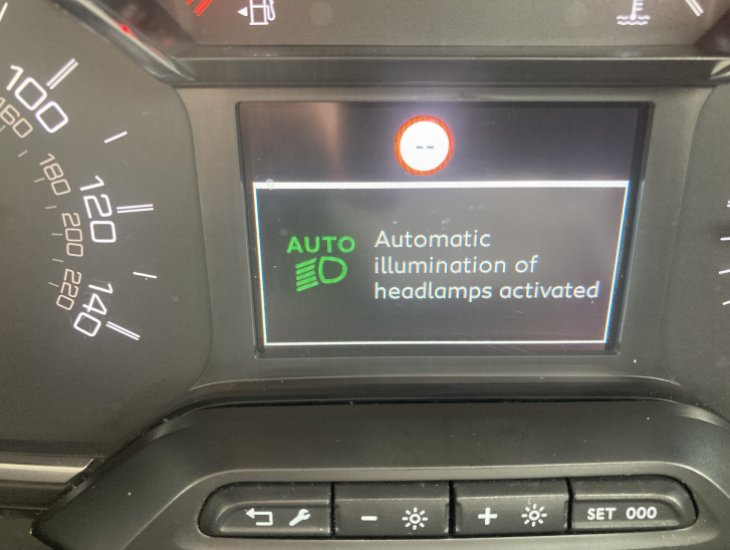 --
100
160
180
120
200
220
140
AUTO
Automatic
illumination of
headlamps activated
- +
SET 000